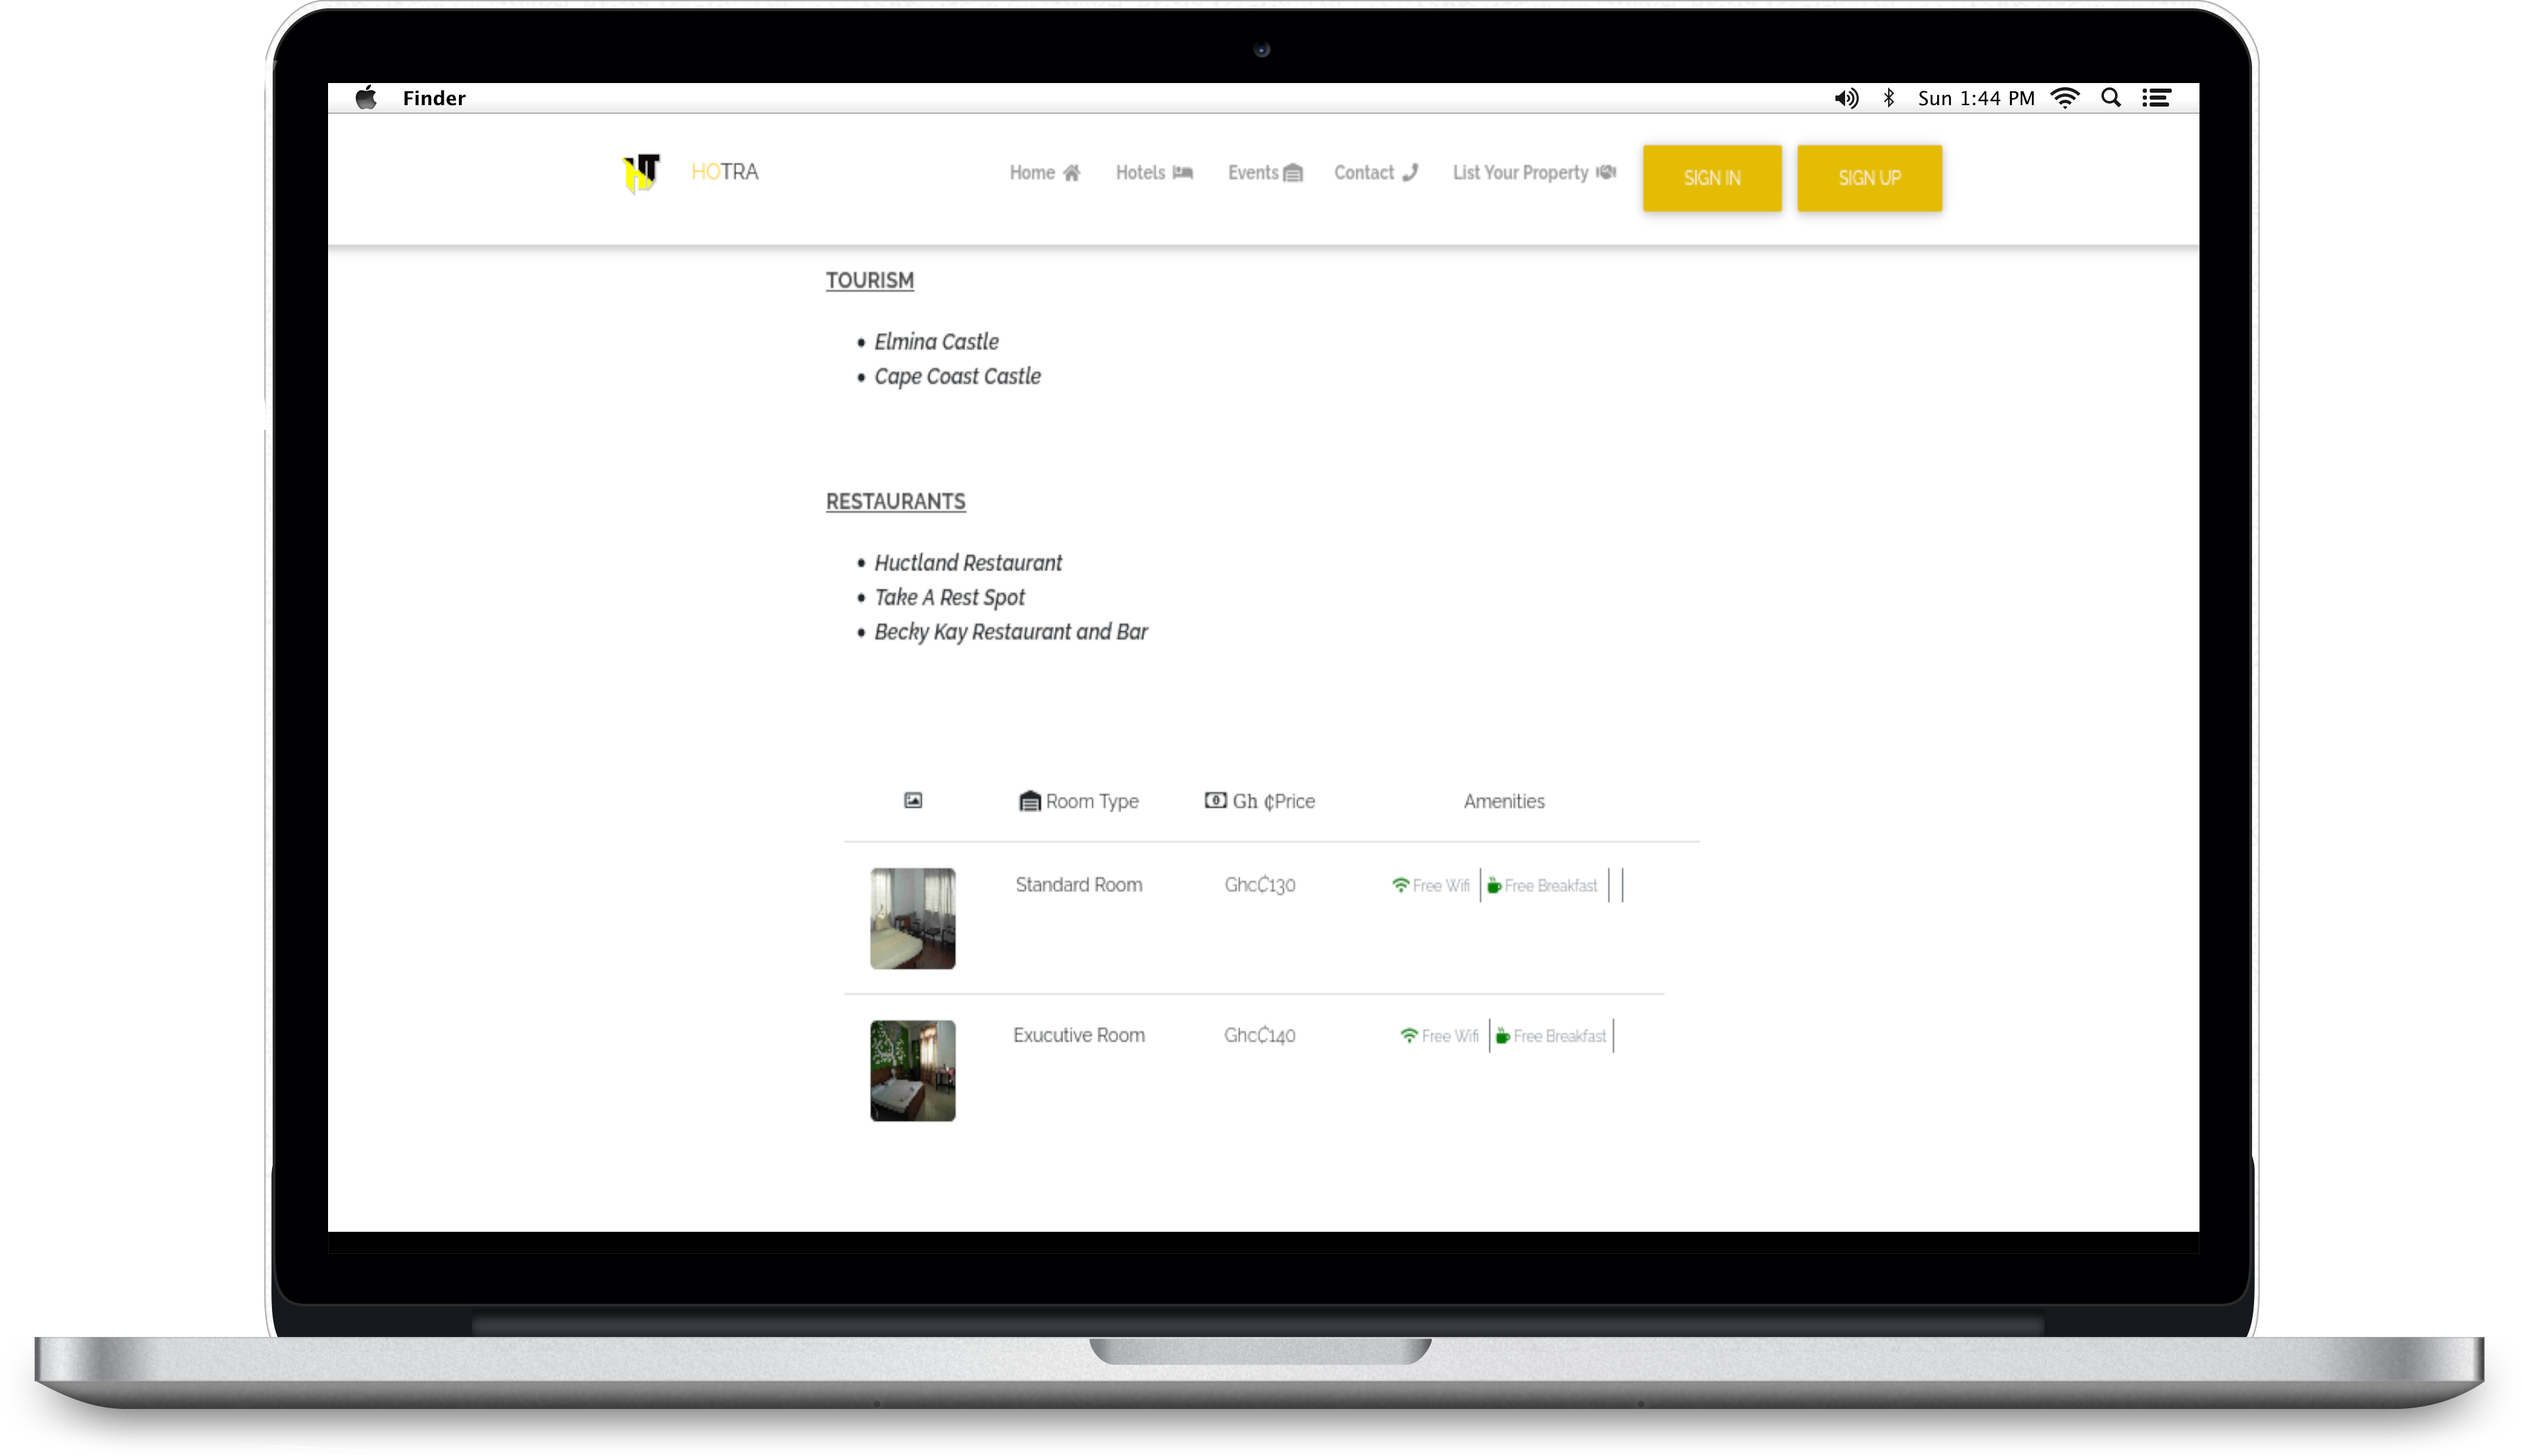 Finder
Sun 1:44 PM
HOTRA
Home
Hotels
Events
Contact
List Your Property
SIGN IN
SIGN UP
TOURISM
• Elmina Castle
• Cape Coast Castle
RESTAURANTS
• Huctland Restaurant
• Take A Rest Spot
• Becky Kay Restaurant and Bar
Room Type
Gh ₵Price
Amenities
Standard Room
Ghc₵130
Free Wifi
Free Breakfast
Exucutive Room
Ghc₵140
Free Wifi
Free Breakfast